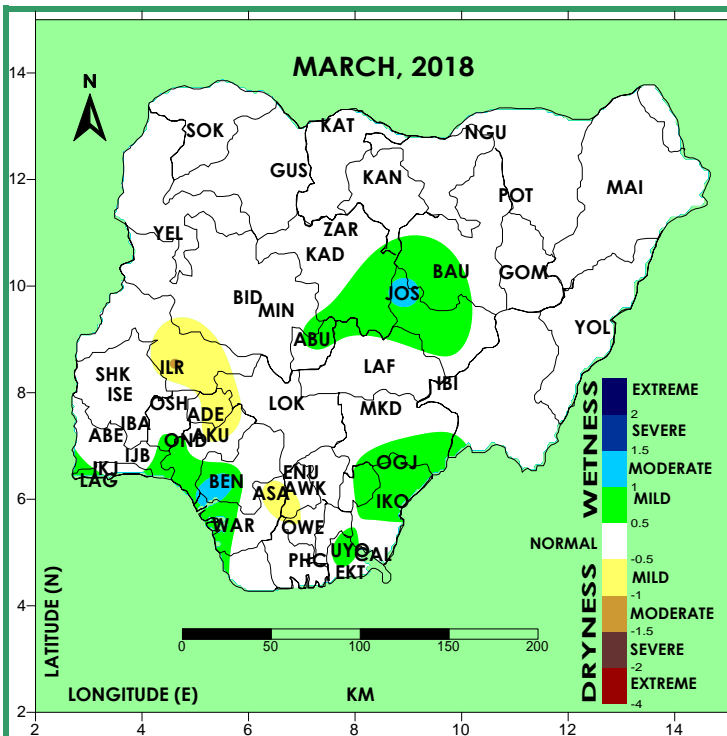 MARCH, 2018
14
N
KAT
SOK
NGU
GUS
KAN
MAI
12
POT
ZAR
YEL
KAD
BAU
GOM
10
JOS
BID
MIN
YOL
ABU
ILR
LAF
SHK
IBI
8
ISE
OSH
LOK
MKD
ADE
IBA
ABE
AKU
OND
IJB
OGJ
IKJ
ENU
LAG
BEN
AWK
ASA
IKO
6
WAR
OWE
UYO
CAL
PHC
EKT
4
WETNESS
EXTREME
2
SEVERE
1.5
MODERATE
1
MILD
0.5
NORMAL
-0.5
DRYNESS
MILD
-1
MODERATE
-1.5
SEVERE
-2
EXTREME
-4
LATITUDE (N)
0 50 100 150 200
LONGITUDE (E)
KM
2 4 6 8 10 12 14